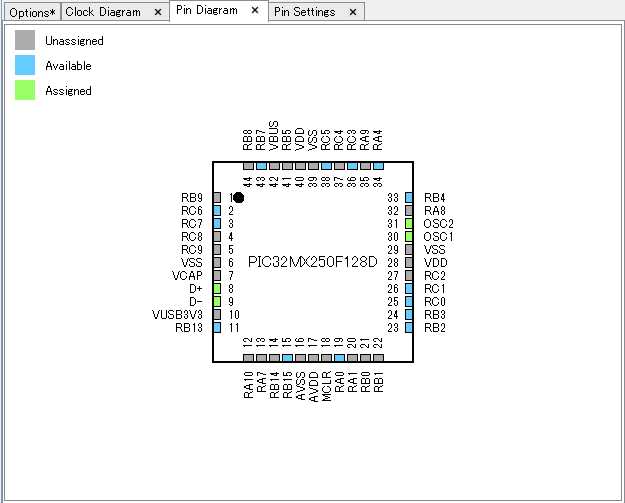 Options* Clock Diagram × Pin Diagram × Pin Settings ×
Unassigned
Available
Assigned
RB8 RB7 VBUS RB5 VDD VSS RC5 RC4 RC3 RA9 RA4
44 43 42 41 40 39 38 37 36 35 34
RB9 1 33 RB4
RC6 2 32 RA8
RC7 3 31 OSC2
RC8 4 30 OSC1
RC9 5 29 VSS
VSS 6 PIC32MX250F128D 28 VDD
VCAP 7 27 RC2
D+ 8 26 RC1
D- 9 25 RC0
VUSB3V3 10 24 RB3
RB13 11 23 RB2
12 13 14 15 16 17 18 19 20 21 22
RA10 RA7 RB14 RB15 AVSS AVDD MCLR RA0 RA1 RB0 RB1